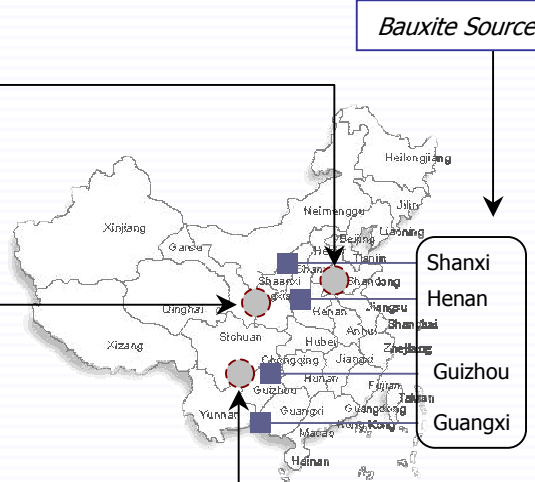 Bauxite Source
Heilongjiang
Jilin
Neimenggu
Liaoning
Xinjiang
Beijing
Gansu
Tianjin
Shanxi
Shandong
Qinghai
Henan
Jiangsu
Henan
Anhui
Shanghai
Sichuan
Hubei
Zhejiang
Xizang
Chongqing
Jiangxi
Hunan
Guizhou
Guizhou
Fujian
Taiwan
Yunnan
Guangxi
Guangdong
Guangxi
Hong Kong
Macao
Hainan